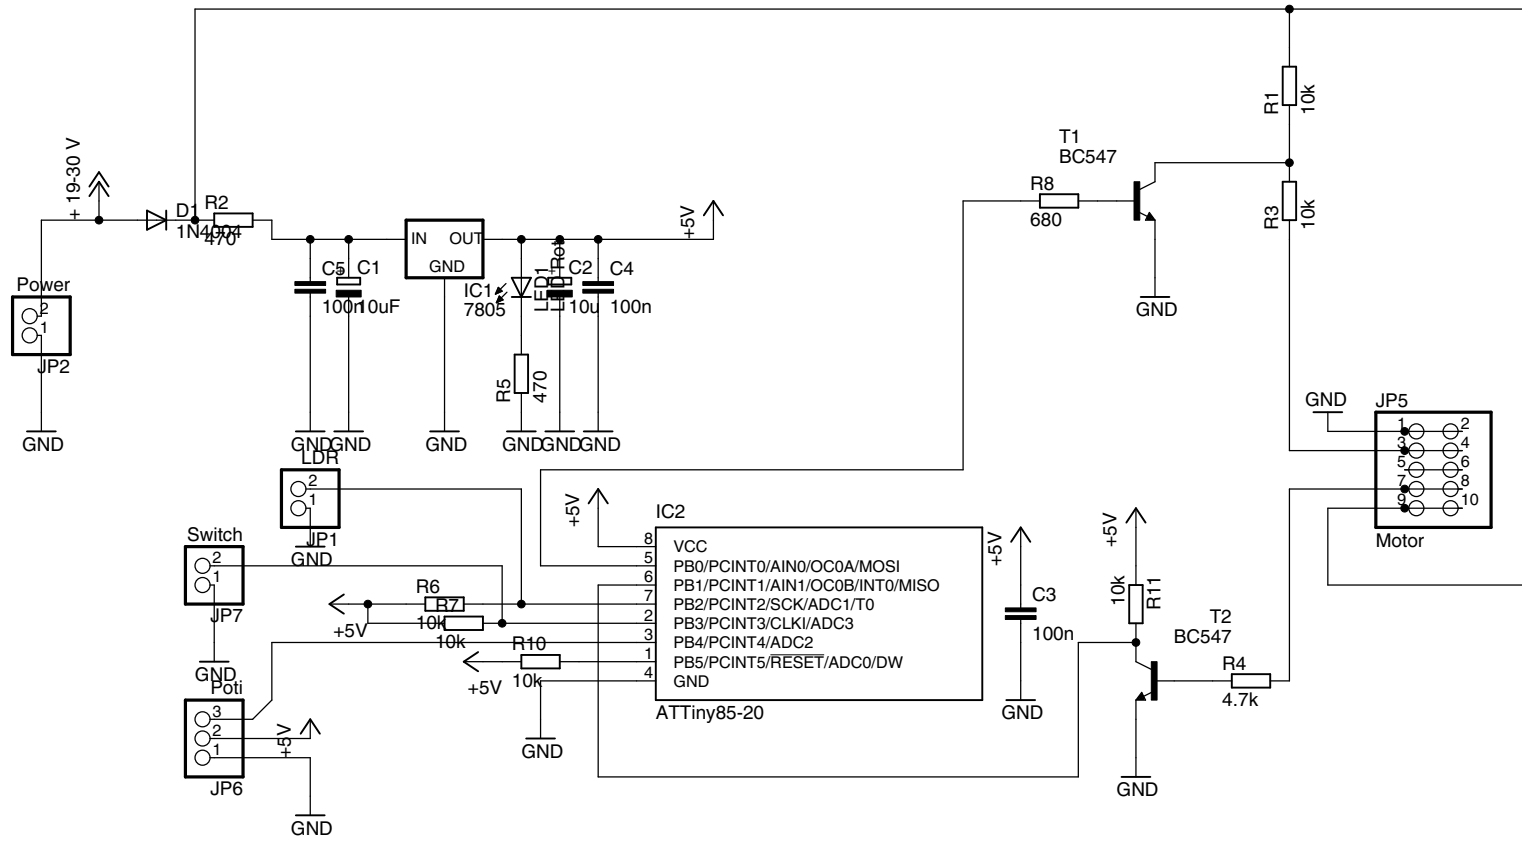 R1
10k
T1
BC547
+ 19-30 V
D1
1N4004
R2
470
R8
680
R3
10k
+5V
IN
OUT
GND
C5
100n
C1
10uF
IC1
7805
LED1
LED_Rot
C2
10u
C4
100n
Power
2
1
JP2
GND
R5
470
GND
GND
GND
GND
GND
GND
GND
GND
JP5
1
2
3
4
5
6
7
8
9
10
Motor
LDR
2
1
JP1
GND
+5V
IC2
8
VCC
5
PB0/PCINT0/AIN0/OC0A/MOSI
6
PB1/PCINT1/AIN1/OC0B/INT0/MISO
7
PB2/PCINT2/SCK/ADC1/T0
2
PB3/PCINT3/CLKI/ADC3
3
PB4/PCINT4/ADC2
1
PB5/PCINT5/RESET/ADC0/DW
4
GND
ATTiny85-20
Switch
2
1
JP7
GND
R6
10k
R7
10k
+5V
R10
10k
+5V
GND
+5V
C3
100n
GND
+5V
10k
R11
T2
BC547
R4
4.7k
GND
Poti
3
2
1
+5V
JP6
GND